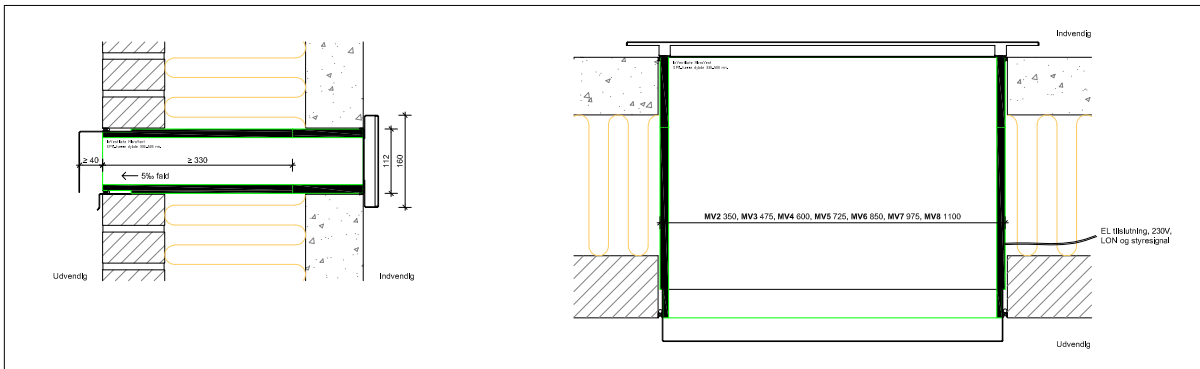 Indvendig
≥ 40
≥ 330
5‰ fald
112
160
Udvendig
Indvendig
MV2 350, MV3 475, MV4 600, MV5 725, MV6 850, MV7 975, MV8 1100
EL tilslutning, 230V,
LON og styresignal
Udvendig